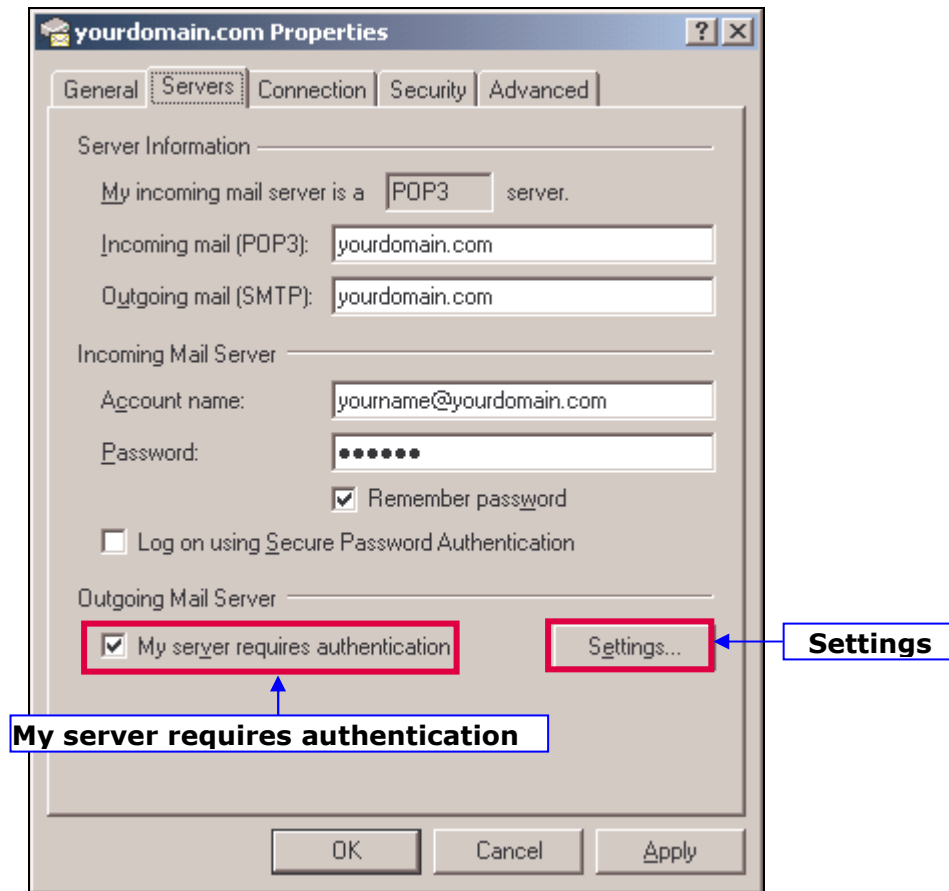 yourdomain.com Properties
General Servers Connection Security Advanced
Server Information
My incoming mail server is a POP3 server.
Incoming mail (POP3): yourdomain.com
Outgoing mail (SMTP): yourdomain.com
Incoming Mail Server
Account name: yourname@yourdomain.com
Password: ●●●●●●
Remember password
Log on using Secure Password Authentication
Outgoing Mail Server
My server requires authentication Settings... Settings
My server requires authentication
OK Cancel Apply